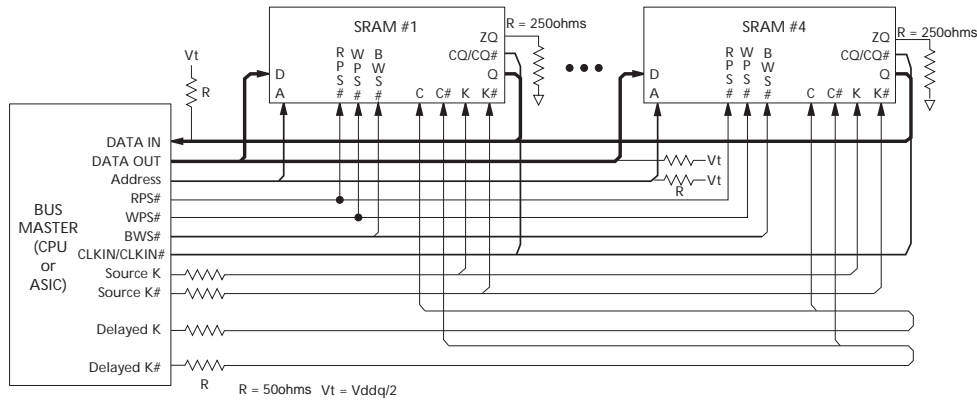 SRAM #1
R = 250ohms
ZQ
CQ/CQ#
Q
D
A
R
P
S
#
W
P
S
#
B
W
S
#
C
C#
K
K#
SRAM #4
R = 250ohms
ZQ
CQ/CQ#
Q
D
A
R
P
S
#
W
P
S
#
B
W
S
#
C
C#
K
K#
Vt
R
Vt
Vt
R
BUS
MASTER
(CPU
or
ASIC)
DATA IN
DATA OUT
Address
RPS#
WPS#
BWS#
CLKIN/CLKIN#
Source K
Source K#
Delayed K
Delayed K#
R
R = 50ohms Vt = Vddq/2